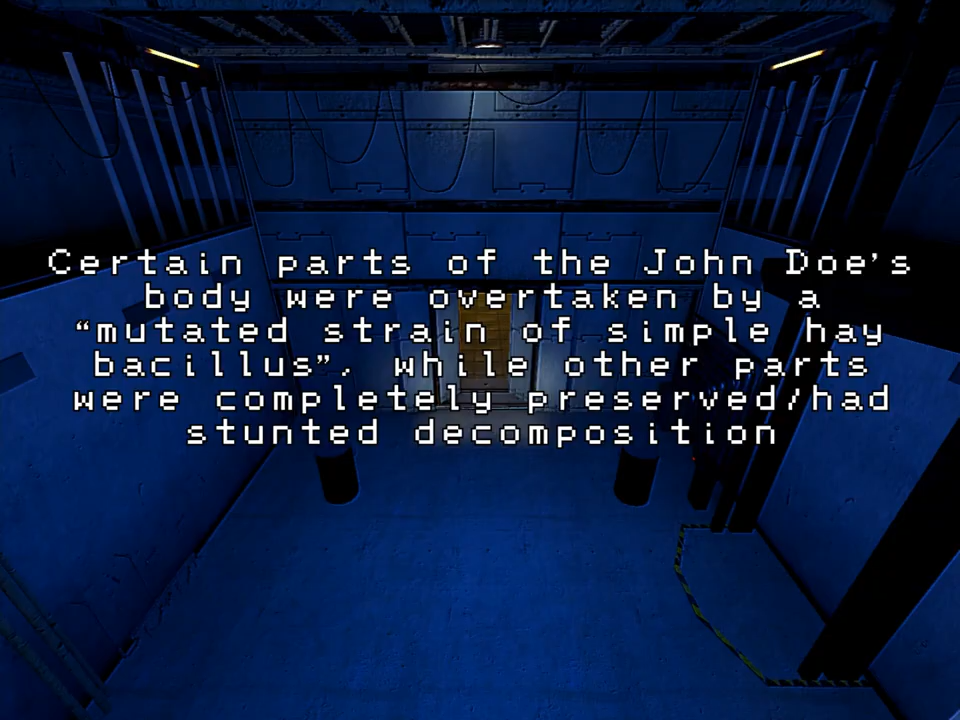 Certain parts of the John Doe's
body were overtaken by a
“mutated strain of simple hay
bacillus”, while other parts
were completely preserved/had
stunted decomposition